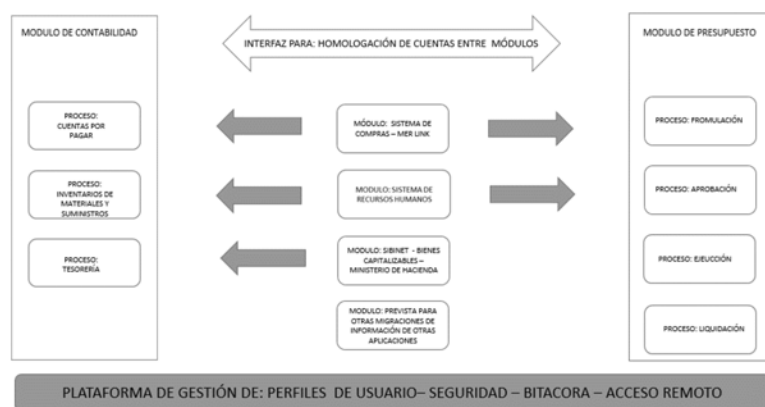 MODULO DE CONTABILIDAD
PROCESO:
CUENTAS POR
PAGAR
PROCESO:
INVENTARIOS DE
MATERIALES Y
SUMINISTROS
PROCESO:
TESORERÍA
INTERFAZ PARA: HOMOLOGACIÓN DE CUENTAS ENTRE MÓDULOS
MÓDULO: SISTEMA DE
COMPRAS – MER LINK
MODULO: SISTEMA DE
RECURSOS HUMANOS
MODULO: SIBINET - BIENES
CAPITALIZABLES –
MINISTERIO DE HACIENDA
MODULO: PREVISTA PARA
OTRAS MIGRACIONES DE
INFORMACIÓN DE OTRAS
APLICACIONES
MODULO DE PRESUPUESTO
PROCESO: FROMULACIÓN
PROCESO: APROBACIÓN
PROCESO: EJECUCCIÓN
PROCESO: LIQUIDACIÓN
PLATAFORMA DE GESTIÓN DE: PERFILES DE USUARIO– SEGURIDAD – BITACORA – ACCESO REMOTO